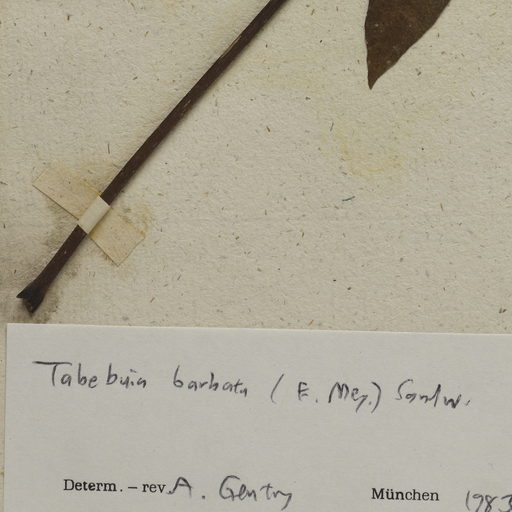 Tabebuia barbata (E. Mey.) Sandw.
Determ. – rev. A. Gentry München 1983